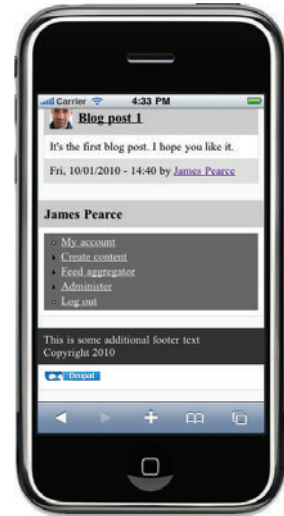 Carrier 4:33 PM
Blog post 1
It's the first blog post. I hope you like it.
Fri, 10/01/2010 - 14:40 by James Pearce
James Pearce
My account
Create content
Feed aggregator
Administer
Log out
This is some additional footer text
Copyright 2010
Drupal